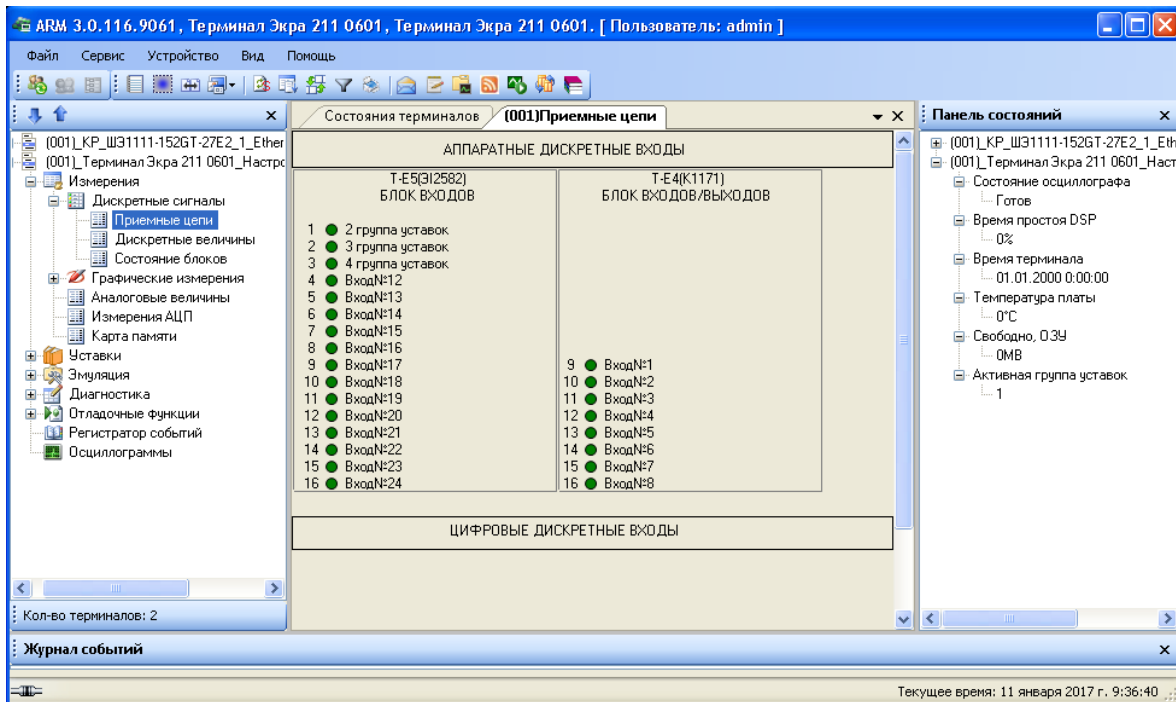 ARM 3.0.116.9061, Терминал Экра 211 0601, Терминал Экра 211 0601. [ Пользователь: admin ]
Файл Сервис Устройство Вид Помощь
(001)_КР_ШЭ1111-152GT-27E2_1_Ether
(001)_Терминал Экра 211 0601_Настро
Измерения
Дискретные сигналы
Приемные цепи
Дискретные величины
Состояние блоков
Графические измерения
Аналоговые величины
Измерения АЦП
Карта памяти
Уставки
Эмуляция
Диагностика
Отладочные функции
Регистратор событий
Осциллограммы
Кол-во терминалов: 2
Состояния терминалов (001)Приемные цепи
АППАРАТНЫЕ ДИСКРЕТНЫЕ ВХОДЫ
T-E5(ЭI2582)
БЛОК ВХОДОВ
1 2 группа уставок
2 3 группа уставок
3 4 группа уставок
4 Вход№12
5 Вход№13
6 Вход№14
7 Вход№15
8 Вход№16
9 Вход№17
10 Вход№18
11 Вход№19
12 Вход№20
13 Вход№21
14 Вход№22
15 Вход№23
16 Вход№24
T-E4(K1171)
БЛОК ВХОДОВ/ВЫХОДОВ
9 Вход№1
10 Вход№2
11 Вход№3
12 Вход№4
13 Вход№5
14 Вход№6
15 Вход№7
16 Вход№8
ЦИФРОВЫЕ ДИСКРЕТНЫЕ ВХОДЫ
Панель состояний
(001)_КР_ШЭ1111-152GT-27E2_1_Eth
(001)_Терминал Экра 211 0601_Наст
Состояние осциллографа
Готов
Время простоя DSP
0%
Время терминала
01.01.2000 0:00:00
Температура платы
0°C
Свободно, ОЗУ
0MB
Активная группа уставок
1
Журнал событий
Текущее время: 11 января 2017 г. 9:36:40